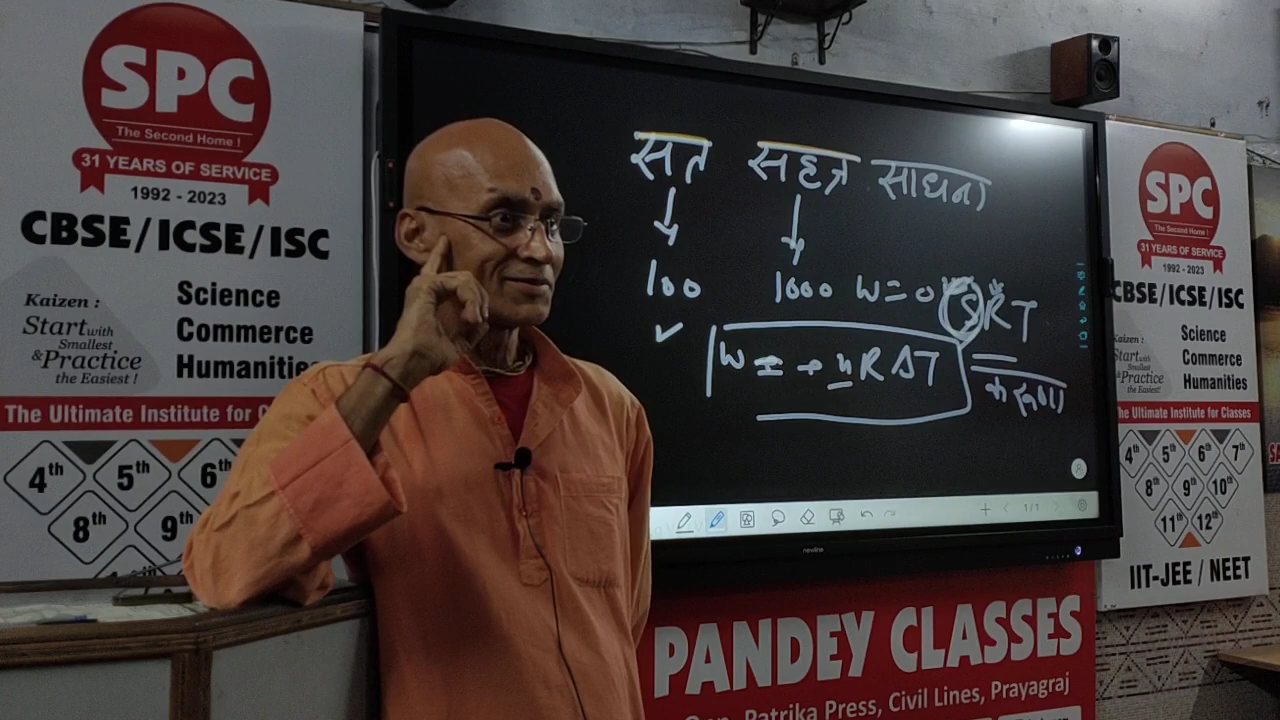 SPC
The Second Home !
31 YEARS OF SERVICE
1992 - 2023
CBSE/ICSE/ISC
Kaizen :
Start with
Smallest
& Practice
the Easiest !
Science
Commerce
Humanities
The Ultimate Institute for C
4th 5th 6th
8th 9th
सत सहत्र साधना
100 1000 W=0
RT
W = + nRΔT
1/1
newline
SPC
The Second Home !
31 YEARS OF SERVICE
1992 - 2023
CBSE/ICSE/ISC
Kaizen :
Start with
Smallest
& Practice
the Easiest !
Science
Commerce
Humanities
The Ultimate Institute for Classes
4th 5th 6th 7th
8th 9th 10th
11th 12th
IIT-JEE / NEET
PANDEY CLASSES
Patrika Press, Civil Lines, Prayagraj